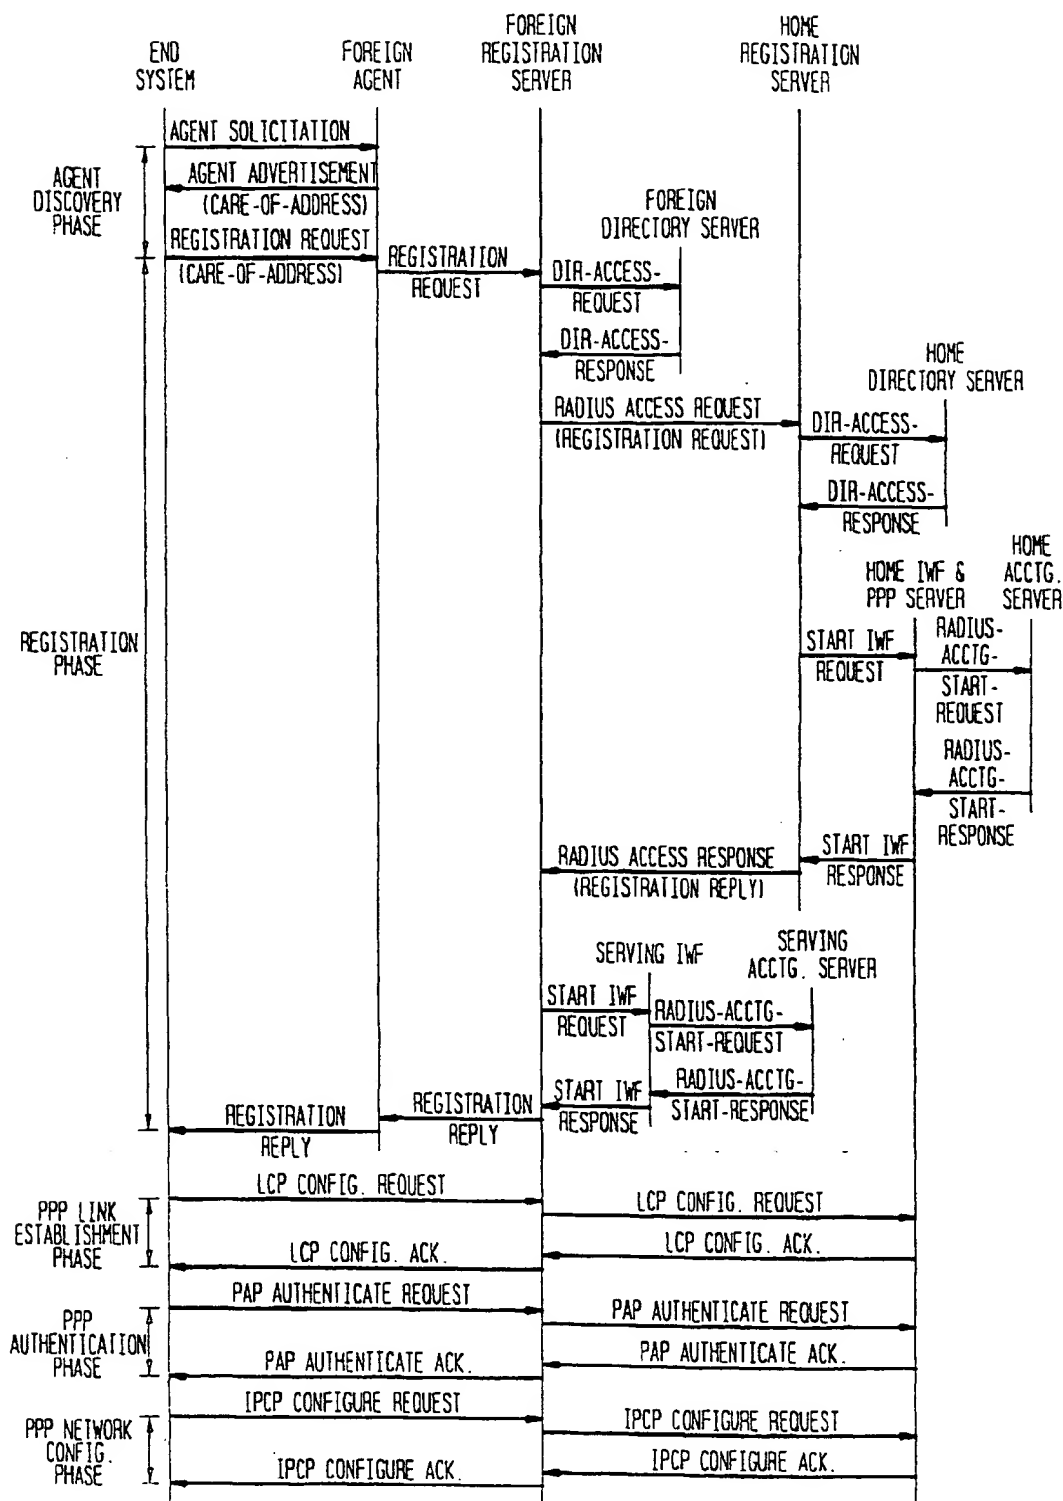 END
SYSTEM
FOREIGN
AGENT
FOREIGN
REGISTRATION
SERVER
HOME
REGISTRATION
SERVER
AGENT SOLICITATION
AGENT
DISCOVERY
PHASE
AGENT ADVERTISEMENT
(CARE-OF-ADDRESS)
REGISTRATION REQUEST
(CARE-OF-ADDRESS)
REGISTRATION
REQUEST
FOREIGN
DIRECTORY SERVER
DIR-ACCESS-
REQUEST
DIR-ACCESS-
RESPONSE
HOME
DIRECTORY SERVER
RADIUS ACCESS REQUEST
(REGISTRATION REQUEST)
DIR-ACCESS-
REQUEST
DIR-ACCESS-
RESPONSE
HOME IWF &
PPP SERVER
HOME
ACCTG.
SERVER
REGISTRATION
PHASE
START IWF
REQUEST
RADIUS-
ACCTG-
START-
REQUEST
RADIUS-
ACCTG-
START-
RESPONSE
START IWF
RESPONSE
RADIUS ACCESS RESPONSE
(REGISTRATION REPLY)
SERVING IWF
SERVING
ACCTG. SERVER
START IWF
REQUEST
RADIUS-ACCTG-
START-REQUEST
RADIUS-ACCTG-
START-RESPONSE
START IWF
RESPONSE
REGISTRATION
REPLY
REGISTRATION
REPLY
PPP LINK
ESTABLISHMENT
PHASE
LCP CONFIG. REQUEST
LCP CONFIG. REQUEST
LCP CONFIG. ACK.
LCP CONFIG. ACK.
PPP
AUTHENTICATION
PHASE
PAP AUTHENTICATE REQUEST
PAP AUTHENTICATE REQUEST
PAP AUTHENTICATE ACK.
PAP AUTHENTICATE ACK.
PPP NETWORK
CONFIG.
PHASE
IPCP CONFIGURE REQUEST
IPCP CONFIGURE REQUEST
IPCP CONFIGURE ACK.
IPCP CONFIGURE ACK.